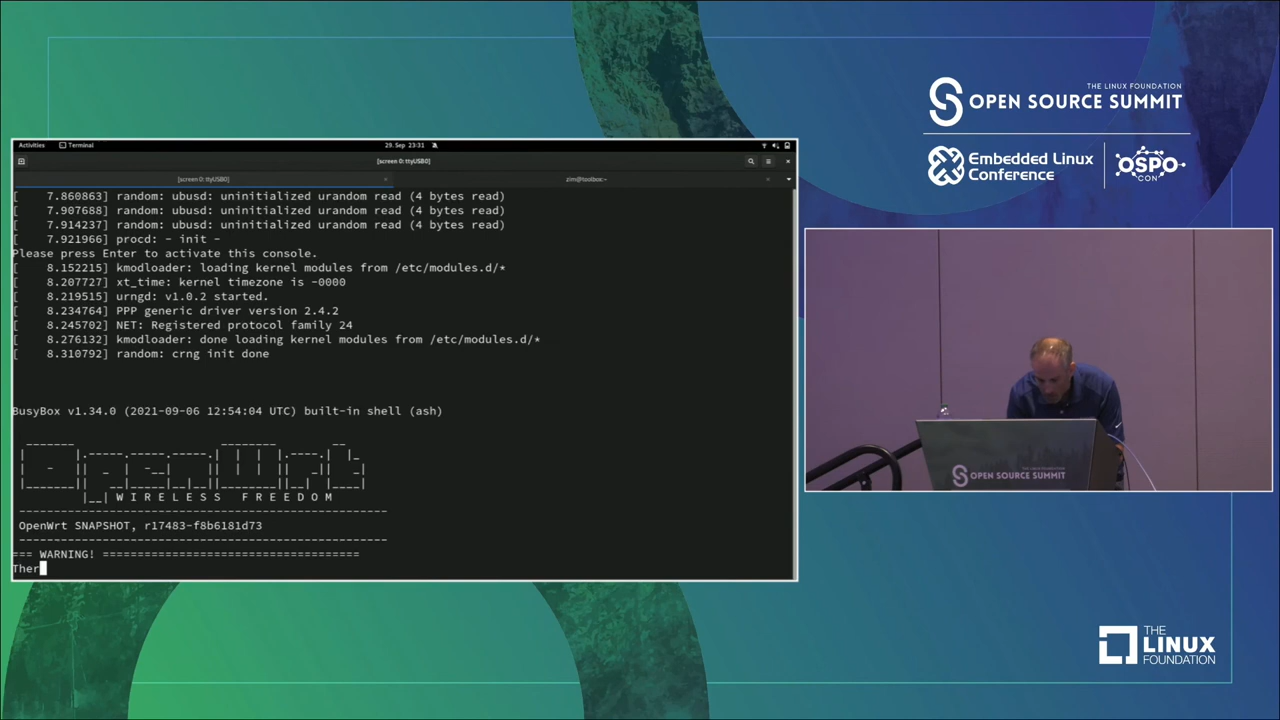 THE LINUX FOUNDATION
OPEN SOURCE SUMMIT
Embedded Linux Conference
OSPO CON
Activities Terminal 29. Sep 23:31
[screen 0: ttyUSB0]
[screen 0: ttyUSB0] zim@toolbox:~
[ 7.860863] random: ubusd: uninitialized urandom read (4 bytes read)
[ 7.907688] random: ubusd: uninitialized urandom read (4 bytes read)
[ 7.914237] random: ubusd: uninitialized urandom read (4 bytes read)
[ 7.921966] procd: - init -
Please press Enter to activate this console.
[ 8.152215] kmodloader: loading kernel modules from /etc/modules.d/*
[ 8.207727] xt_time: kernel timezone is -0000
[ 8.219515] urngd: v1.0.2 started.
[ 8.234764] PPP generic driver version 2.4.2
[ 8.245702] NET: Registered protocol family 24
[ 8.276132] kmodloader: done loading kernel modules from /etc/modules.d/*
[ 8.310792] random: crng init done
BusyBox v1.34.0 (2021-09-06 12:54:04 UTC) built-in shell (ash)
OpenWrt
W I R E L E S S   F R E E D O M
OpenWrt SNAPSHOT, r17483-f8b6181d73
=== WARNING! =====================================
Ther
OPEN SOURCE SUMMIT
THE
LINUX
FOUNDATION